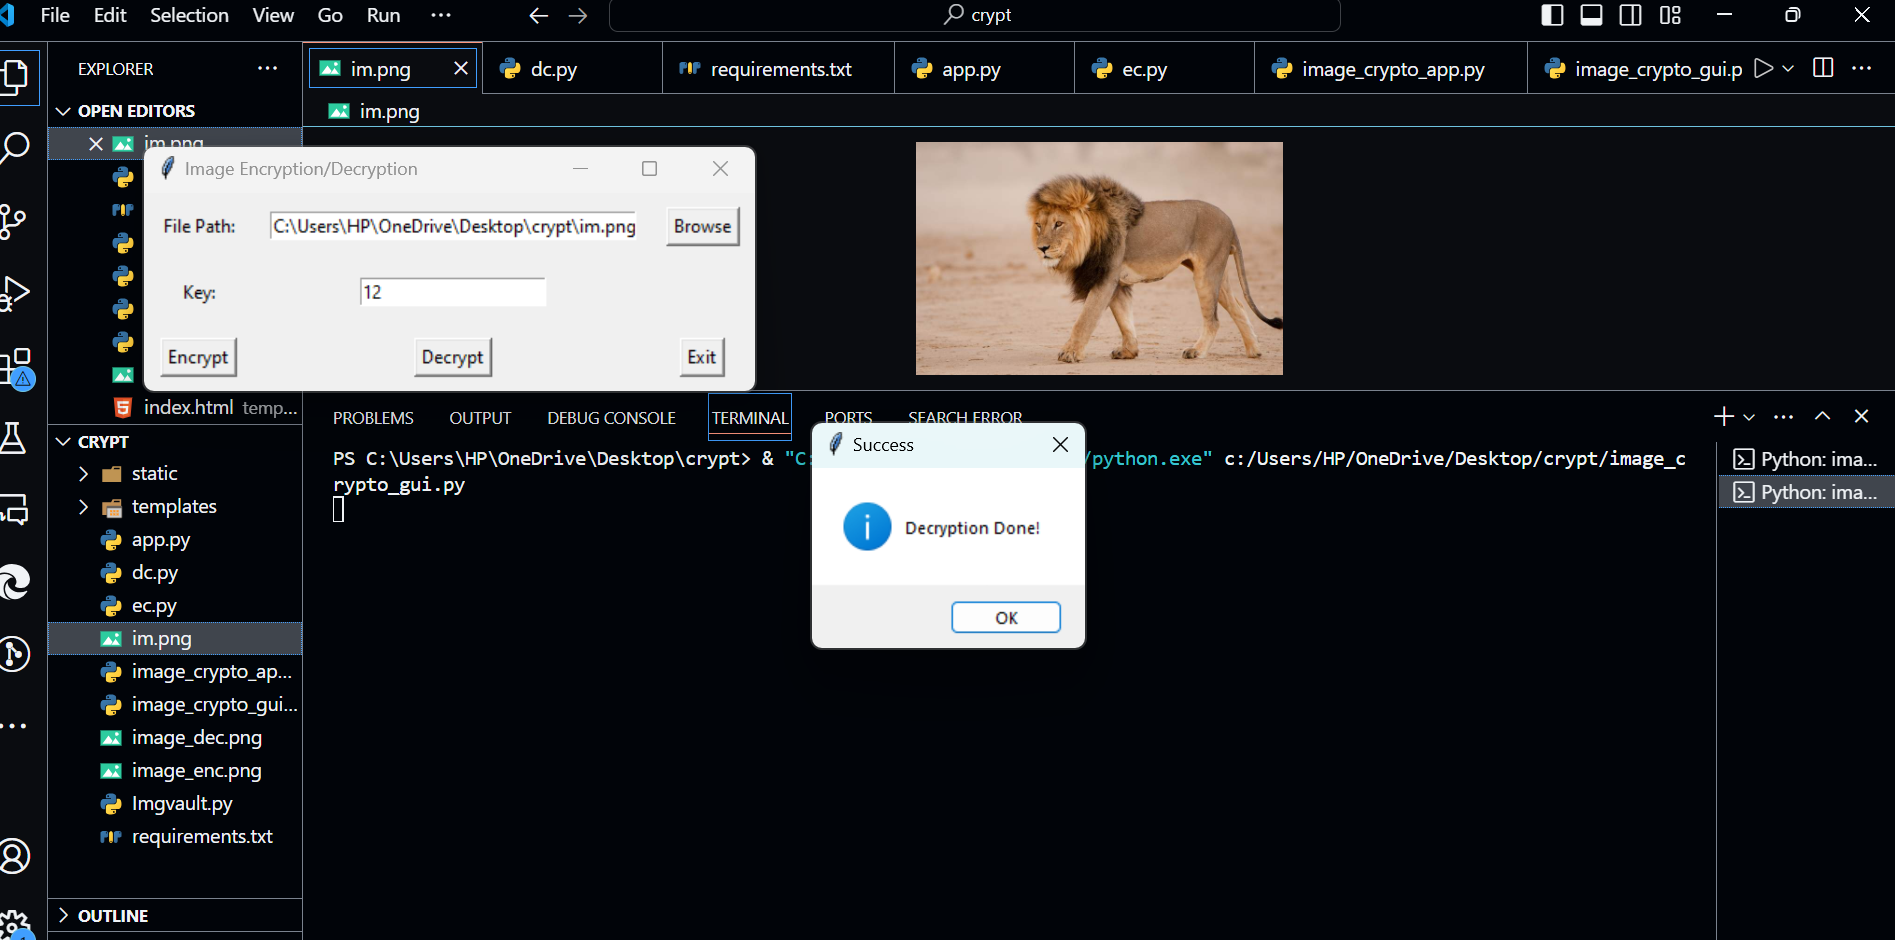 File Edit Selection View Go Run ··· crypt
EXPLORER ···
im.png dc.py requirements.txt app.py ec.py image_crypto_app.py image_crypto_gui.p ···
OPEN EDITORS
im.png
im.png
Image Encryption/Decryption
File Path: C:\Users\HP\OneDrive\Desktop\crypt\im.png Browse
Key: 12
Encrypt Decrypt Exit
index.html temp...
CRYPT
static
templates
app.py
dc.py
ec.py
im.png
image_crypto_ap...
image_crypto_gui...
image_dec.png
image_enc.png
Imgvault.py
requirements.txt
OUTLINE
PROBLEMS OUTPUT DEBUG CONSOLE TERMINAL PORTS SEARCH ERROR
PS C:\Users\HP\OneDrive\Desktop\crypt> & "C: /python.exe" c:/Users/HP/OneDrive/Desktop/crypt/image_c
rypto_gui.py
Success
Decryption Done!
OK
Python: ima...
Python: ima...